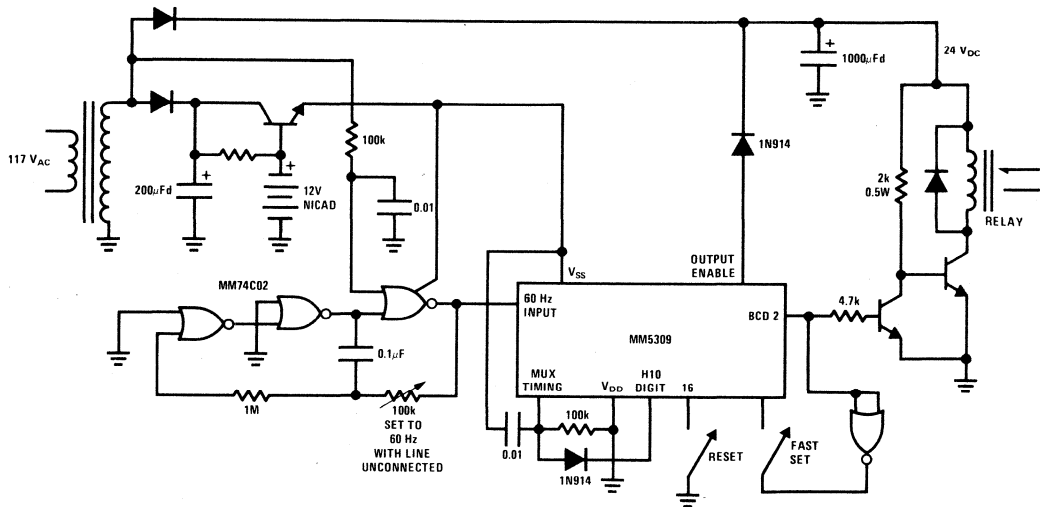 24 VDC
1000μFd
+
117 VAC
100k
1N914
200μFd
+
12V
NICAD
+
0.01
2k
0.5W
RELAY
MM74C02
VSS
OUTPUT
ENABLE
60 Hz
INPUT
BCD 2
4.7k
MM5309
0.1μF
MUX
TIMING
VDD
H10
DIGIT
16
1M
100k
SET TO
60 Hz
WITH LINE
UNCONNECTED
0.01
100k
1N914
RESET
FAST
SET